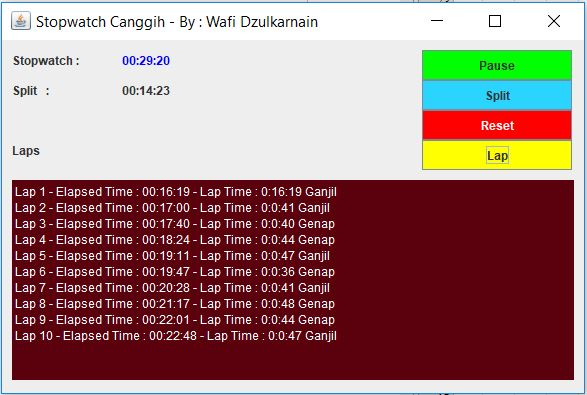 Stopwatch Canggih - By : Wafi Dzulkarnain
Stopwatch : 00:29:20
Split : 00:14:23
Pause
Split
Reset
Lap
Laps
Lap 1 - Elapsed Time : 00:16:19 - Lap Time : 0:16:19 Ganjil
Lap 2 - Elapsed Time : 00:17:00 - Lap Time : 0:0:41 Ganjil
Lap 3 - Elapsed Time : 00:17:40 - Lap Time : 0:0:40 Genap
Lap 4 - Elapsed Time : 00:18:24 - Lap Time : 0:0:44 Genap
Lap 5 - Elapsed Time : 00:19:11 - Lap Time : 0:0:47 Ganjil
Lap 6 - Elapsed Time : 00:19:47 - Lap Time : 0:0:36 Genap
Lap 7 - Elapsed Time : 00:20:28 - Lap Time : 0:0:41 Ganjil
Lap 8 - Elapsed Time : 00:21:17 - Lap Time : 0:0:48 Genap
Lap 9 - Elapsed Time : 00:22:01 - Lap Time : 0:0:44 Genap
Lap 10 - Elapsed Time : 00:22:48 - Lap Time : 0:0:47 Ganjil